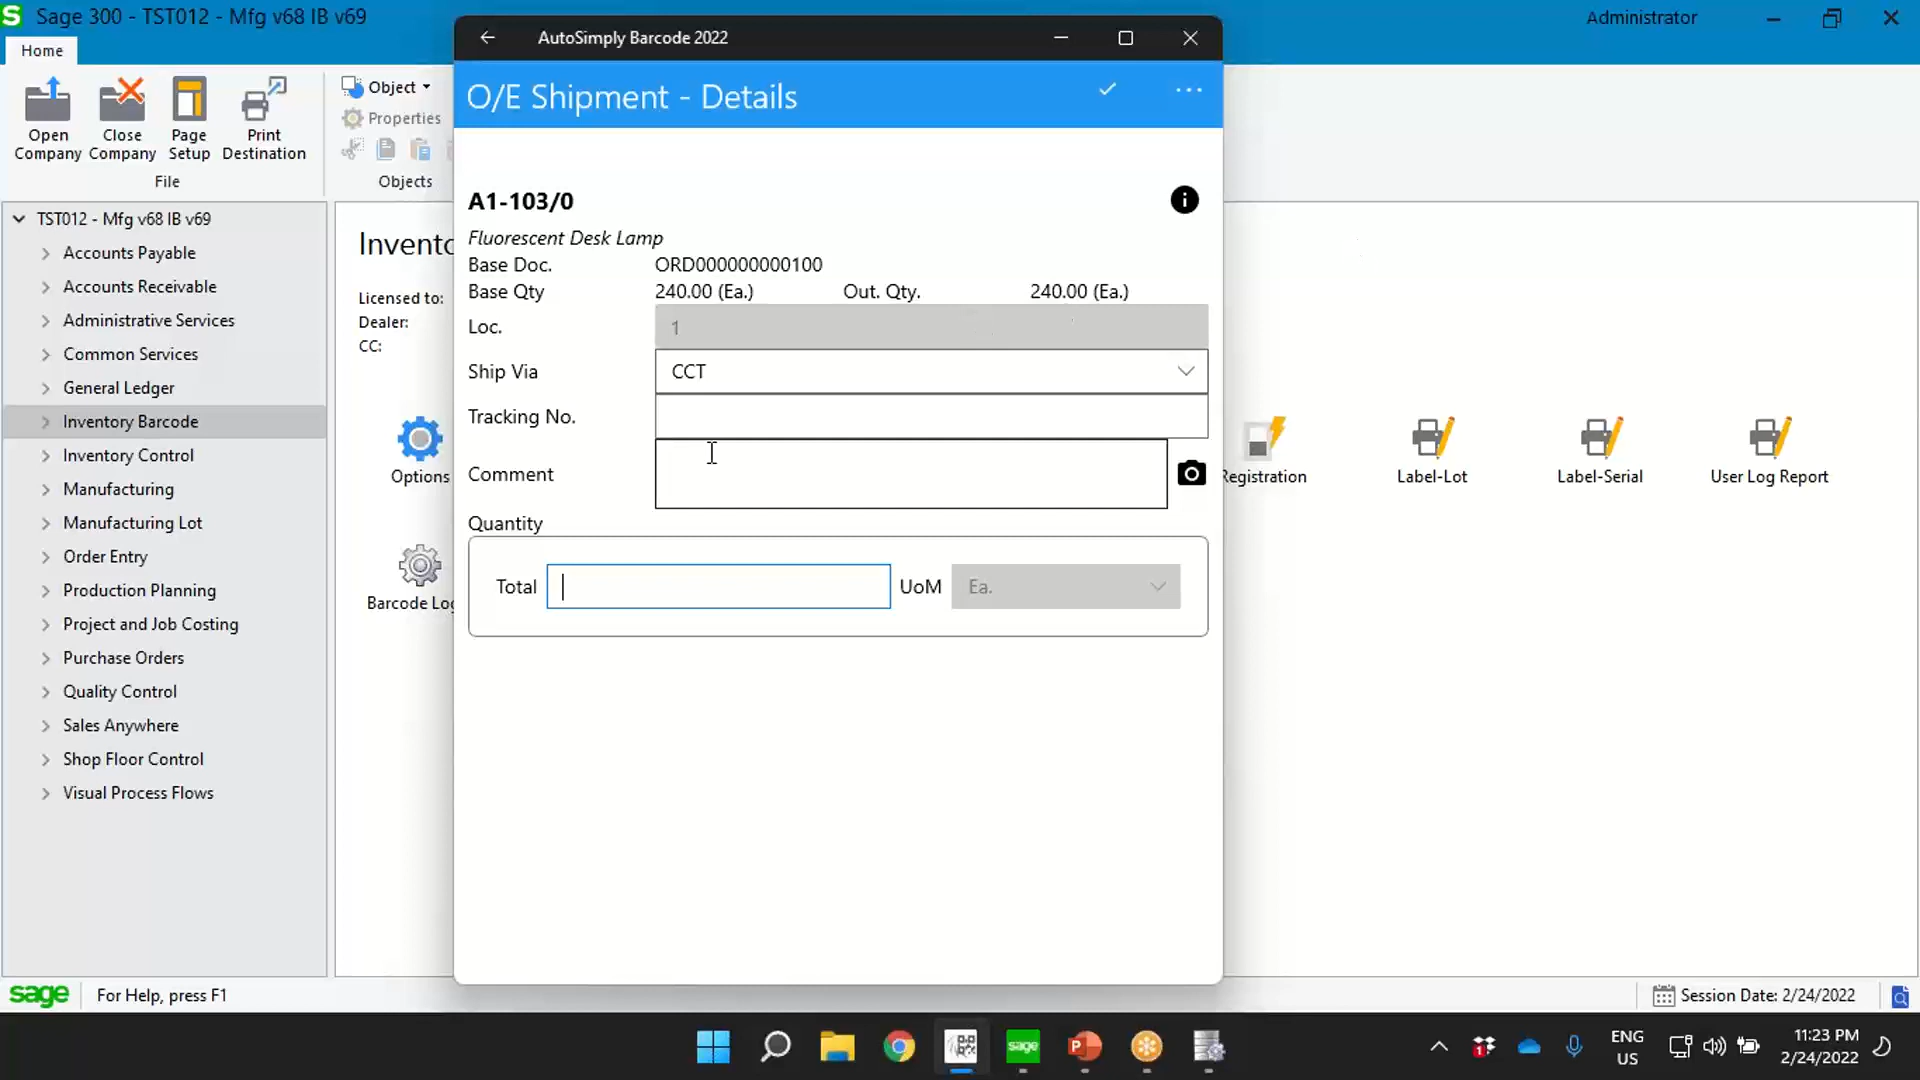 Sage 300 - TST012 - Mfg v68 IB v69
Administrator
Home
Open Company
Close Company
Page Setup
Print Destination
File
Object
Properties
Objects
TST012 - Mfg v68 IB v69
Accounts Payable
Accounts Receivable
Administrative Services
Common Services
General Ledger
Inventory Barcode
Inventory Control
Manufacturing
Manufacturing Lot
Order Entry
Production Planning
Project and Job Costing
Purchase Orders
Quality Control
Sales Anywhere
Shop Floor Control
Visual Process Flows
Licensed to:
Dealer:
CC:
Options
AutoSimply Barcode 2022
O/E Shipment - Details
A1-103/0
Fluorescent Desk Lamp
Base Doc. ORD000000000100
Base Qty 240.00 (Ea.) Out. Qty. 240.00 (Ea.)
Loc. 1
Ship Via CCT
Tracking No.
Comment
Quantity
Total UoM Ea.
Registration
Label-Lot
Label-Serial
User Log Report
sage For Help, press F1
Session Date: 2/24/2022
sage
P
1
ENG
US
11:23 PM
2/24/2022